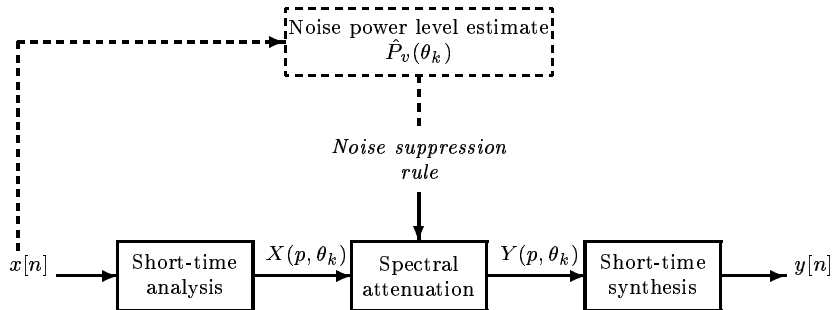 Noise power level estimate
P̂_v(θ_k)
Noise suppression
rule
x[n]
Short-time
analysis
X(p, θ_k)
Spectral
attenuation
Y(p, θ_k)
Short-time
synthesis
y[n]